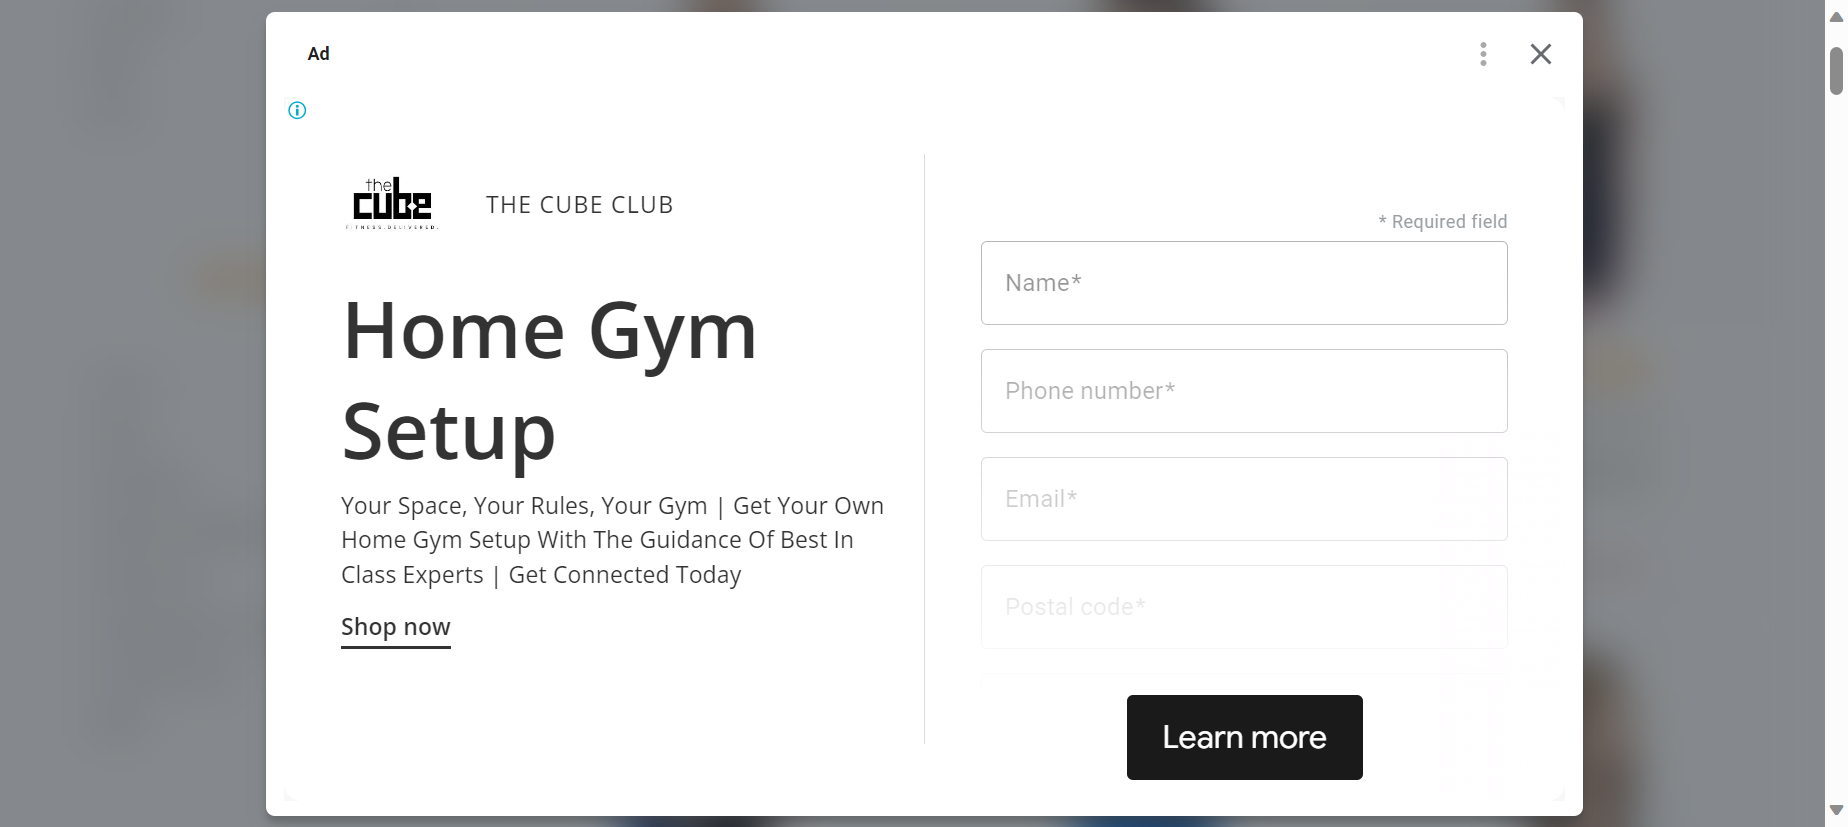 Ad
the
cube
FITNESS.DELIVERED.
THE CUBE CLUB
Home Gym
Setup
Your Space, Your Rules, Your Gym | Get Your Own
Home Gym Setup With The Guidance Of Best In
Class Experts | Get Connected Today
Shop now
* Required field
Name*
Phone number*
Email*
Postal code*
Learn more